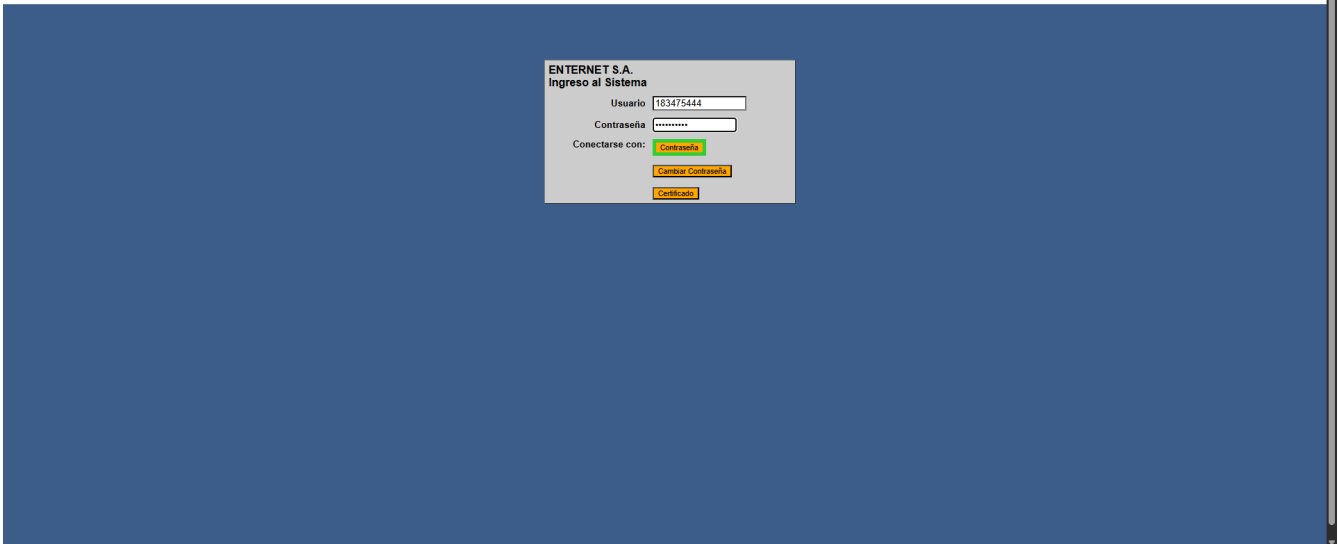 ENTERNET S.A.
Ingreso al Sistema
Usuario 183475444
Contraseña ••••••••••
Conectarse con: Contraseña
Cambiar Contraseña
Certificado